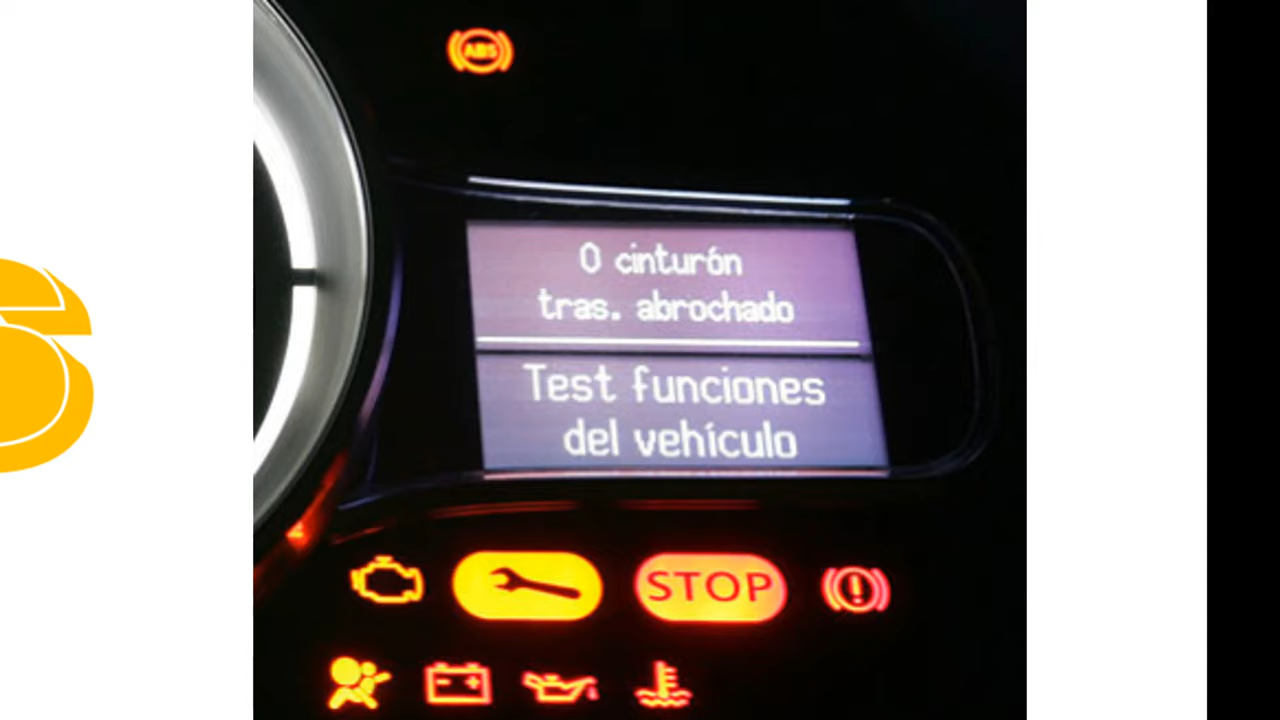 S
ABS
0 cinturón
tras. abrochado
Test funciones
del vehículo
STOP